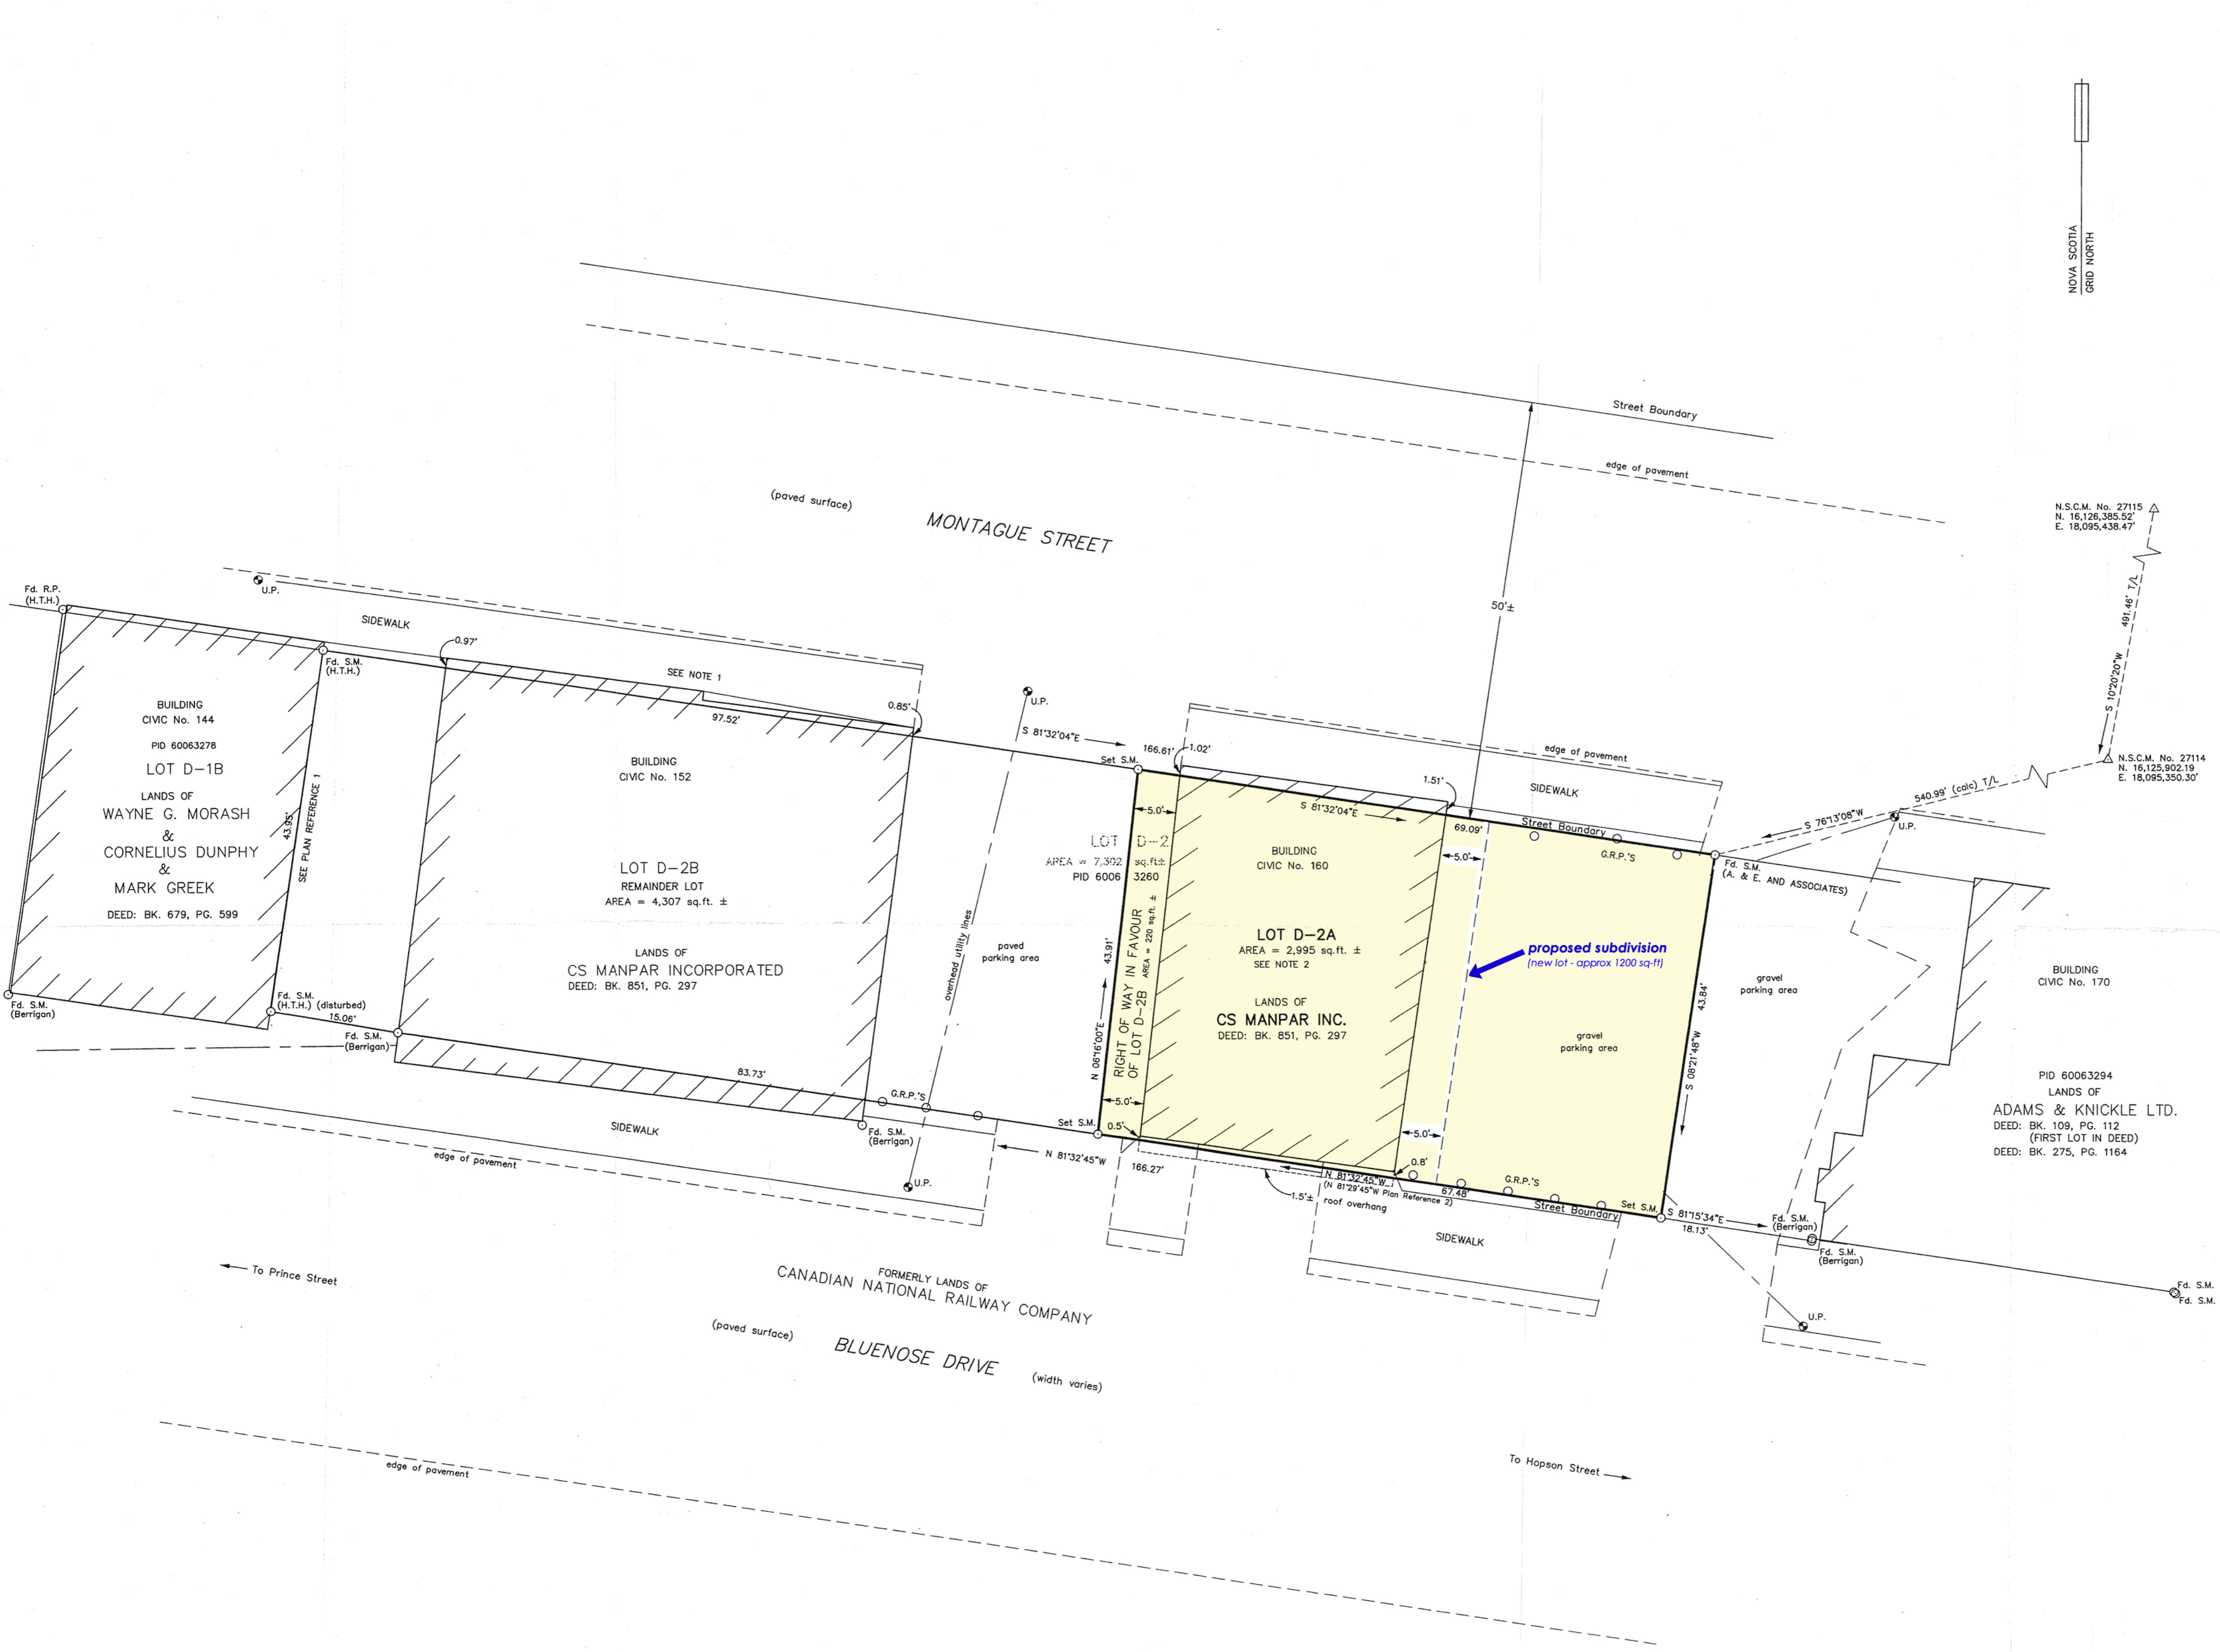 NOVA SCOTIA
GRID NORTH
Street Boundary
edge of pavement
(paved surface)
MONTAGUE STREET
N.S.C.M. No. 27115
N. 16,126,385.52'
E. 18,095,438.47'
491.46' T/L
S 10°20'20"W
50'±
Fd. R.P.
(H.T.H.)
U.P.
SIDEWALK
0.97'
Fd. S.M.
(H.T.H.)
SEE NOTE 1
97.52'
0.85'
U.P.
S 81°32'04"E
166.61'
1.02'
Set S.M.
edge of pavement
SIDEWALK
1.51'
S 81°32'04"E
69.09'
Street Boundary
G.R.P.'S
N.S.C.M. No. 27114
N. 16,125,902.19
E. 18,095,350.30'
540.99' (calc) T/L
S 76°13'08"W
U.P.
Fd. S.M.
(A. & E. AND ASSOCIATES)
BUILDING
CIVIC No. 144
PID 60063278
LOT D-1B
LANDS OF
WAYNE G. MORASH
&
CORNELIUS DUNPHY
&
MARK GREEK
DEED: BK. 679, PG. 599
43.95'
SEE PLAN REFERENCE 1
BUILDING
CIVIC No. 152
LOT D-2B
REMAINDER LOT
AREA = 4,307 sq.ft. ±
LANDS OF
CS MANPAR INCORPORATED
DEED: BK. 851, PG. 297
overhead utility lines
paved
parking area
LOT D-2
AREA = 7,302 sq.ft±
PID 6006 3260
5.0'
43.91'
N 06°16'00"E
RIGHT OF WAY IN FAVOUR
OF LOT D-2B AREA = 220 sq.ft. ±
5.0'
BUILDING
CIVIC No. 160
LOT D-2A
AREA = 2,995 sq.ft. ±
SEE NOTE 2
LANDS OF
CS MANPAR INC.
DEED: BK. 851, PG. 297
5.0'
proposed subdivision
(new lot - approx 1200 sq-ft)
gravel
parking area
5.0'
43.84'
S 08°21'48"W
gravel
parking area
BUILDING
CIVIC No. 170
PID 60063294
LANDS OF
ADAMS & KNICKLE LTD.
DEED: BK. 109, PG. 112
(FIRST LOT IN DEED)
DEED: BK. 275, PG. 1164
Fd. S.M.
(Berrigan)
Fd. S.M.
(H.T.H.) (disturbed)
15.06'
Fd. S.M.
(Berrigan)
83.73'
G.R.P.'S
SIDEWALK
edge of pavement
Fd. S.M.
(Berrigan)
U.P.
Set S.M.
0.5'
N 81°32'45"W
166.27'
0.8'
N 81°32'45"W
(N 81°29'45"W Plan Reference 2)
67.48'
1.5'± roof overhang
G.R.P.'S
Street Boundary
Set S.M.
S 81°15'34"E
18.13'
SIDEWALK
Fd. S.M.
(Berrigan)
Fd. S.M.
(Berrigan)
Fd. S.M.
Fd. S.M.
U.P.
To Prince Street
FORMERLY LANDS OF
CANADIAN NATIONAL RAILWAY COMPANY
(paved surface)
BLUENOSE DRIVE
(width varies)
edge of pavement
To Hopson Street